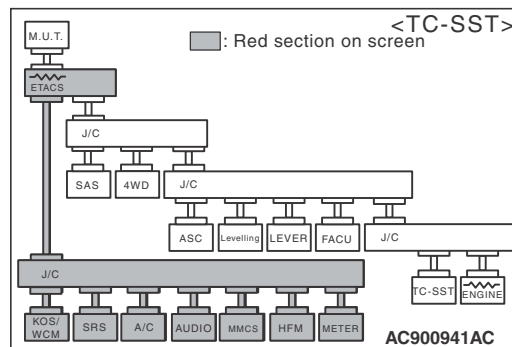 <TC-SST>
M.U.T.
: Red section on screen
ETACS
J/C
SAS
4WD
J/C
ASC
Levelling
LEVER
FACU
J/C
J/C
TC-SST
ENGINE
KOS/
WCM
SRS
A/C
AUDIO
MMCS
HFM
METER
AC900941AC